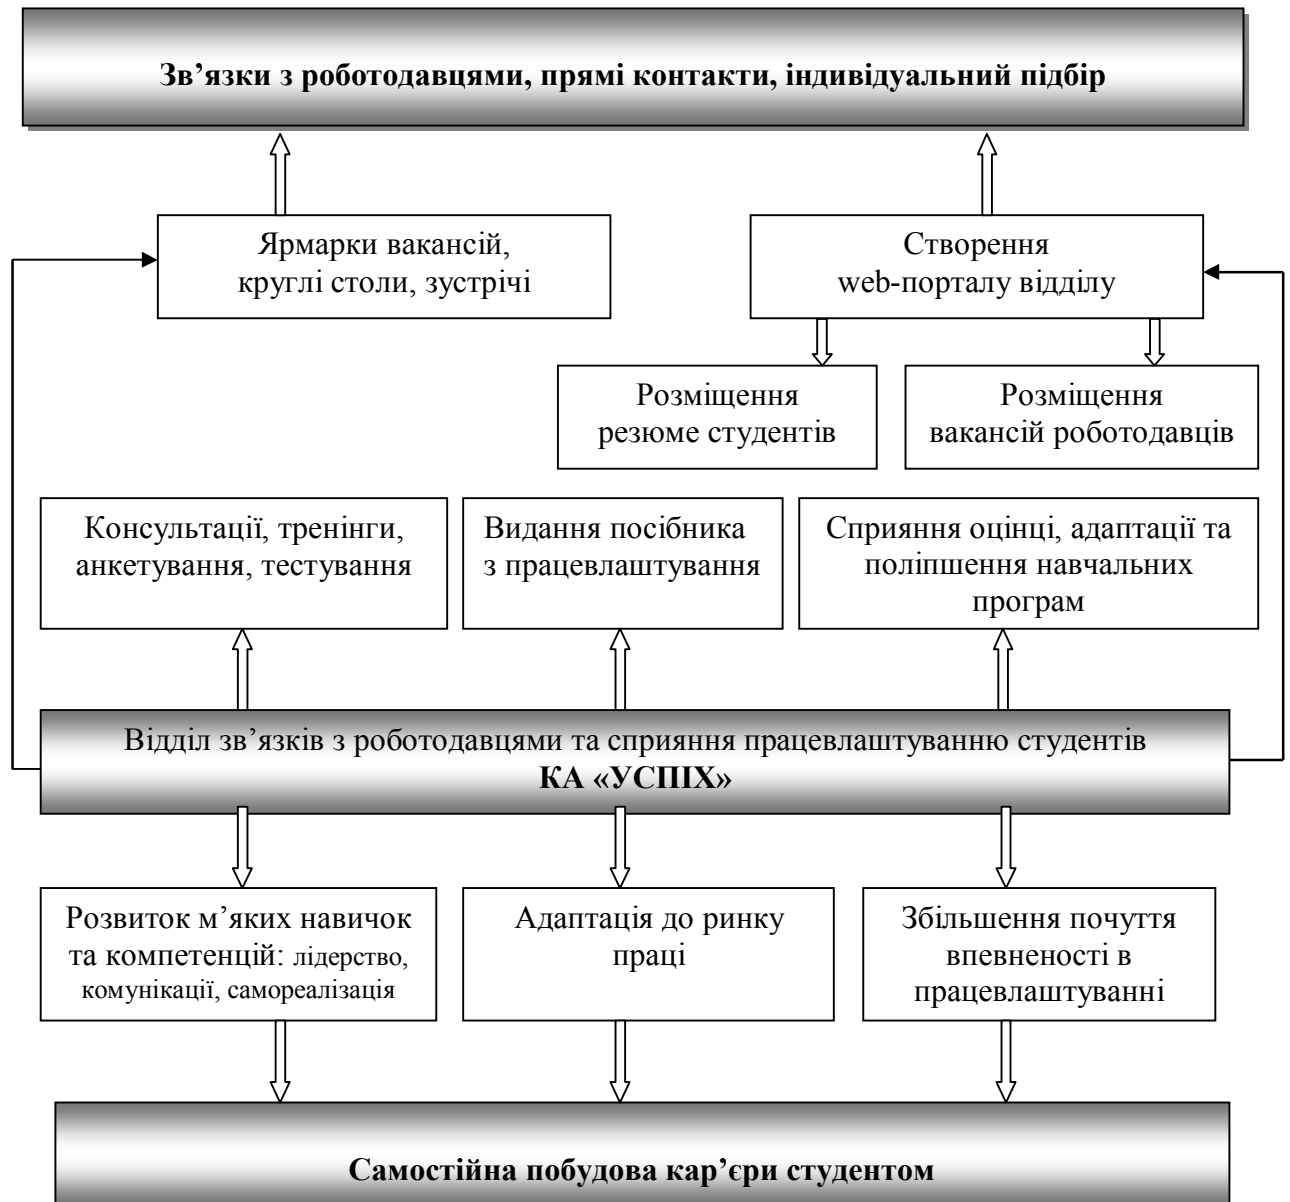 Зв’язки з роботодавцями, прямі контакти, індивідуальний підбір
Ярмарки вакансій,
круглі столи, зустрічі
Створення
web-порталу відділу
Розміщення
резюме студентів
Розміщення
вакансій роботодавців
Консультації, тренінги,
анкетування, тестування
Видання посібника
з працевлаштування
Сприяння оцінці, адаптації та
поліпшення навчальних
програм
Відділ зв’язків з роботодавцями та сприяння працевлаштуванню студентів
КА «УСПІХ»
Розвиток м’яких навичок
та компетенцій: лідерство,
комунікації, самореалізація
Адаптація до ринку
праці
Збільшення почуття
впевненості в
працевлаштуванні
Самостійна побудова кар’єри студентом